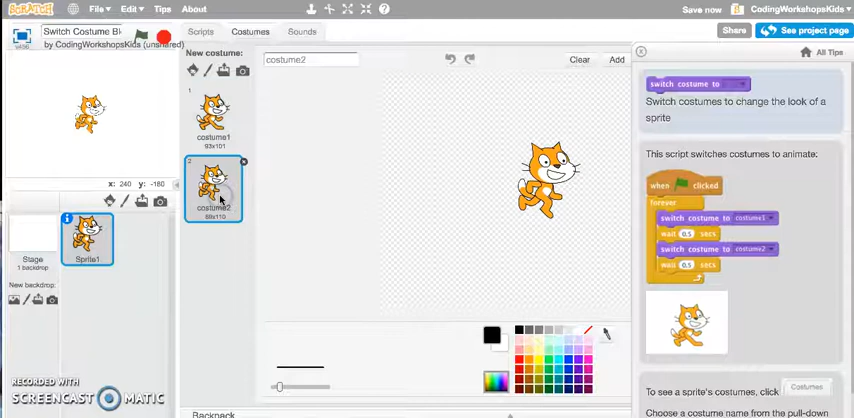 SCRATCH
File
Edit
Tips
About
Save now
CodingWorkshopsKids
Switch Costume Bl
by CodingWorkshopsKids (unshared)
v456
Scripts
Costumes
Sounds
Share
See project page
New costume:
costume2
Clear
Add
All Tips
1
costume1
93x101
2
costume2
x: 240 y: -180
Sprite1
Stage
1 backdrop
New backdrop:
switch costume to
Switch costumes to change the look of a
sprite
This script switches costumes to animate:
when clicked
forever
switch costume to costume1
wait 0.5 secs
switch costume to costume2
wait 0.5 secs
To see a sprite's costumes, click Costumes
Choose a costume name from the pull-down
Backpack
RECORDED WITH
SCREENCAST MATIC